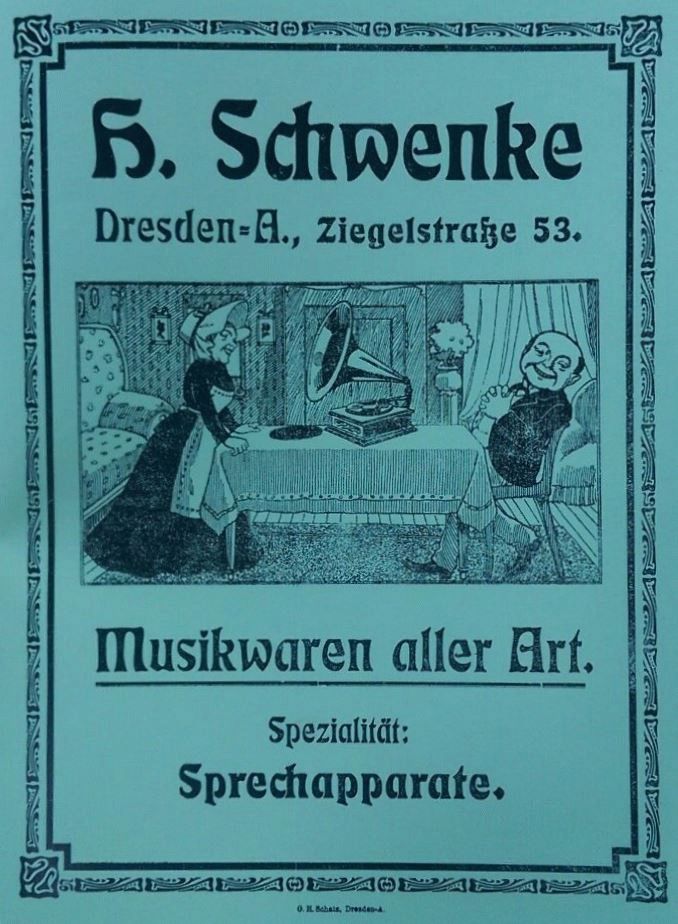 H. Schwenke
Dresden=A., Ziegelstraße 53.
Musikwaren aller Art.
Spezialität:
Sprechapparate.
G. H. Schatz, Dresden-A.